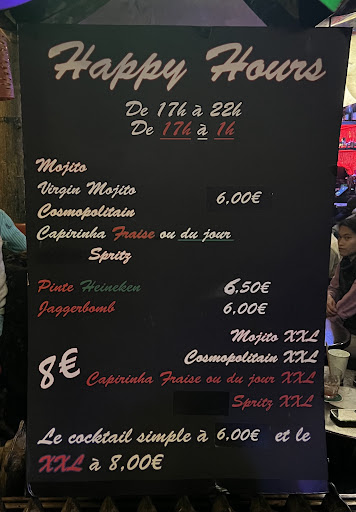 Happy Hours
De 17h à 22h
De 17h à 1h
Mojito
Virgin Mojito
6,00€
Cosmopolitain
Capirinha Fraise ou du jour
Spritz
Pinte Heineken 6.50€
Jaggerbomb 6,00€
Mojito XXL
Cosmopolitain XXL
8€
Capirinha Fraise ou du jour XXL
Spritz XXL
Le cocktail simple à 6,00€ et le
XXL à 8,00€